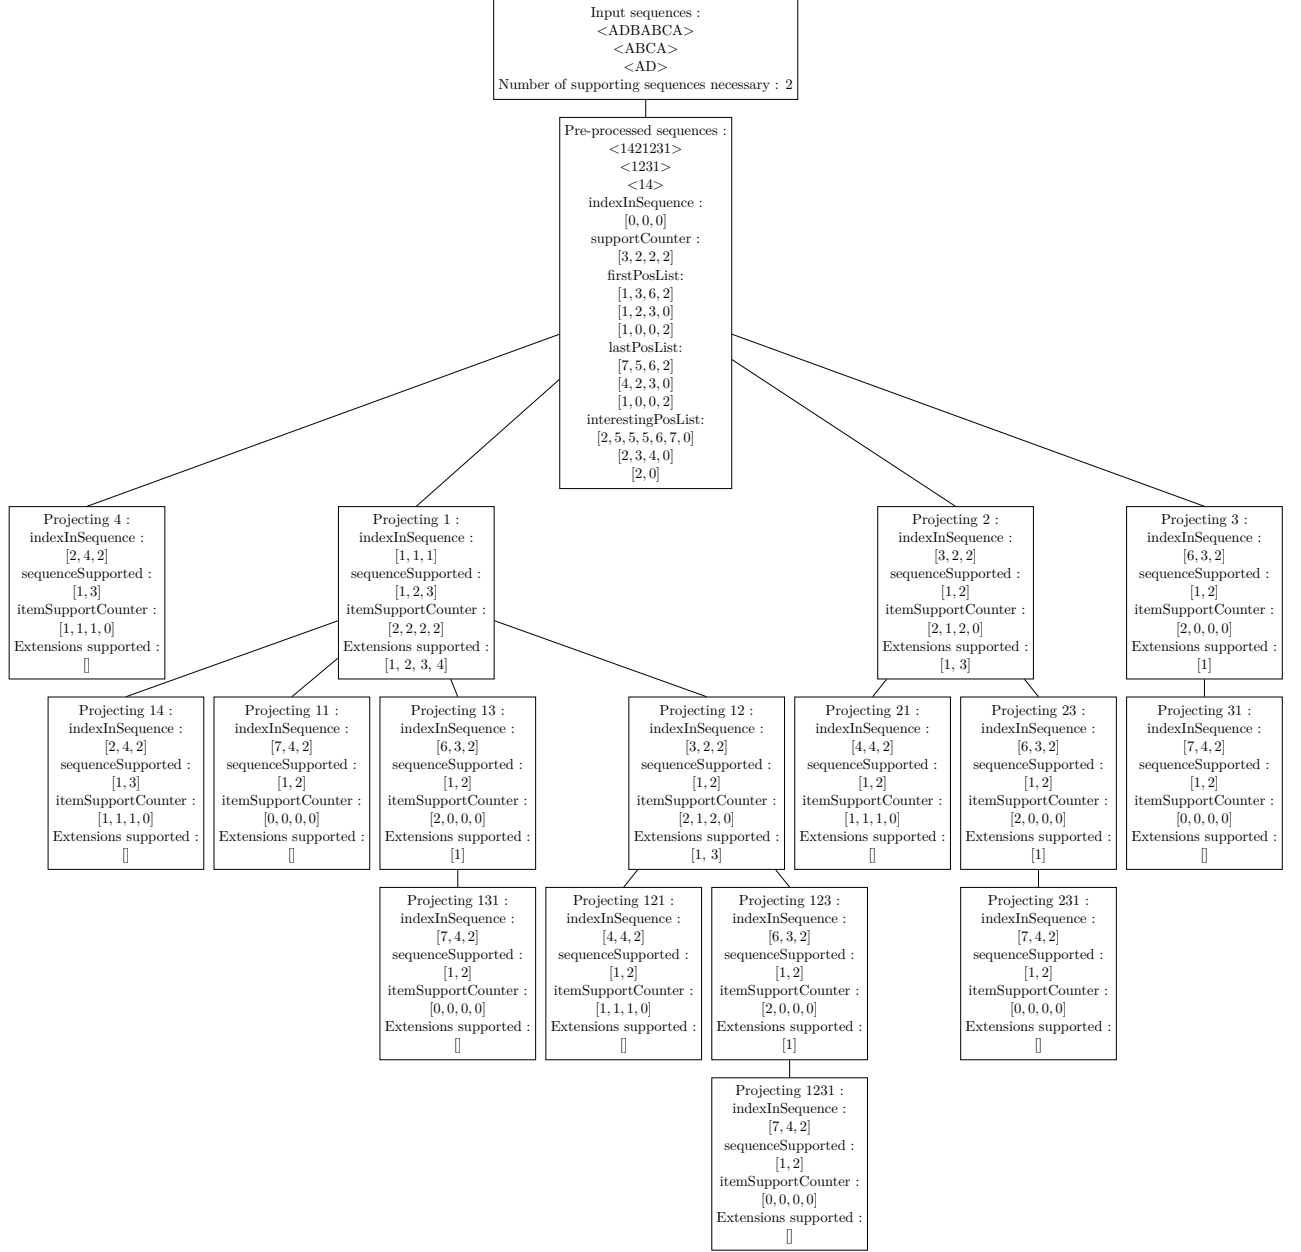 Input sequences :
<ADBABCA>
<ABCA>
<AD>
Number of supporting sequences necessary : 2
Pre-processed sequences :
<1421231>
<1231>
<14>
indexInSequence :
[0, 0, 0]
supportCounter :
[3, 2, 2, 2]
firstPosList:
[1, 3, 6, 2]
[1, 2, 3, 0]
[1, 0, 0, 2]
lastPosList:
[7, 5, 6, 2]
[4, 2, 3, 0]
[1, 0, 0, 2]
interestingPosList:
[2, 5, 5, 5, 6, 7, 0]
[2, 3, 4, 0]
[2, 0]
Projecting 4 :
indexInSequence :
[2, 4, 2]
sequenceSupported :
[1, 3]
itemSupportCounter :
[1, 1, 1, 0]
Extensions supported :
[]
Projecting 1 :
indexInSequence :
[1, 1, 1]
sequenceSupported :
[1, 2, 3]
itemSupportCounter :
[2, 2, 2, 2]
Extensions supported :
[1, 2, 3, 4]
Projecting 2 :
indexInSequence :
[3, 2, 2]
sequenceSupported :
[1, 2]
itemSupportCounter :
[2, 1, 2, 0]
Extensions supported :
[1, 3]
Projecting 3 :
indexInSequence :
[6, 3, 2]
sequenceSupported :
[1, 2]
itemSupportCounter :
[2, 0, 0, 0]
Extensions supported :
[1]
Projecting 14 :
indexInSequence :
[2, 4, 2]
sequenceSupported :
[1, 3]
itemSupportCounter :
[1, 1, 1, 0]
Extensions supported :
[]
Projecting 11 :
indexInSequence :
[7, 4, 2]
sequenceSupported :
[1, 2]
itemSupportCounter :
[0, 0, 0, 0]
Extensions supported :
[]
Projecting 13 :
indexInSequence :
[6, 3, 2]
sequenceSupported :
[1, 2]
itemSupportCounter :
[2, 0, 0, 0]
Extensions supported :
[1]
Projecting 12 :
indexInSequence :
[3, 2, 2]
sequenceSupported :
[1, 2]
itemSupportCounter :
[2, 1, 2, 0]
Extensions supported :
[1, 3]
Projecting 21 :
indexInSequence :
[4, 4, 2]
sequenceSupported :
[1, 2]
itemSupportCounter :
[1, 1, 1, 0]
Extensions supported :
[]
Projecting 23 :
indexInSequence :
[6, 3, 2]
sequenceSupported :
[1, 2]
itemSupportCounter :
[2, 0, 0, 0]
Extensions supported :
[1]
Projecting 31 :
indexInSequence :
[7, 4, 2]
sequenceSupported :
[1, 2]
itemSupportCounter :
[0, 0, 0, 0]
Extensions supported :
[]
Projecting 131 :
indexInSequence :
[7, 4, 2]
sequenceSupported :
[1, 2]
itemSupportCounter :
[0, 0, 0, 0]
Extensions supported :
[]
Projecting 121 :
indexInSequence :
[4, 4, 2]
sequenceSupported :
[1, 2]
itemSupportCounter :
[1, 1, 1, 0]
Extensions supported :
[]
Projecting 123 :
indexInSequence :
[6, 3, 2]
sequenceSupported :
[1, 2]
itemSupportCounter :
[2, 0, 0, 0]
Extensions supported :
[1]
Projecting 231 :
indexInSequence :
[7, 4, 2]
sequenceSupported :
[1, 2]
itemSupportCounter :
[0, 0, 0, 0]
Extensions supported :
[]
Projecting 1231 :
indexInSequence :
[7, 4, 2]
sequenceSupported :
[1, 2]
itemSupportCounter :
[0, 0, 0, 0]
Extensions supported :
[]